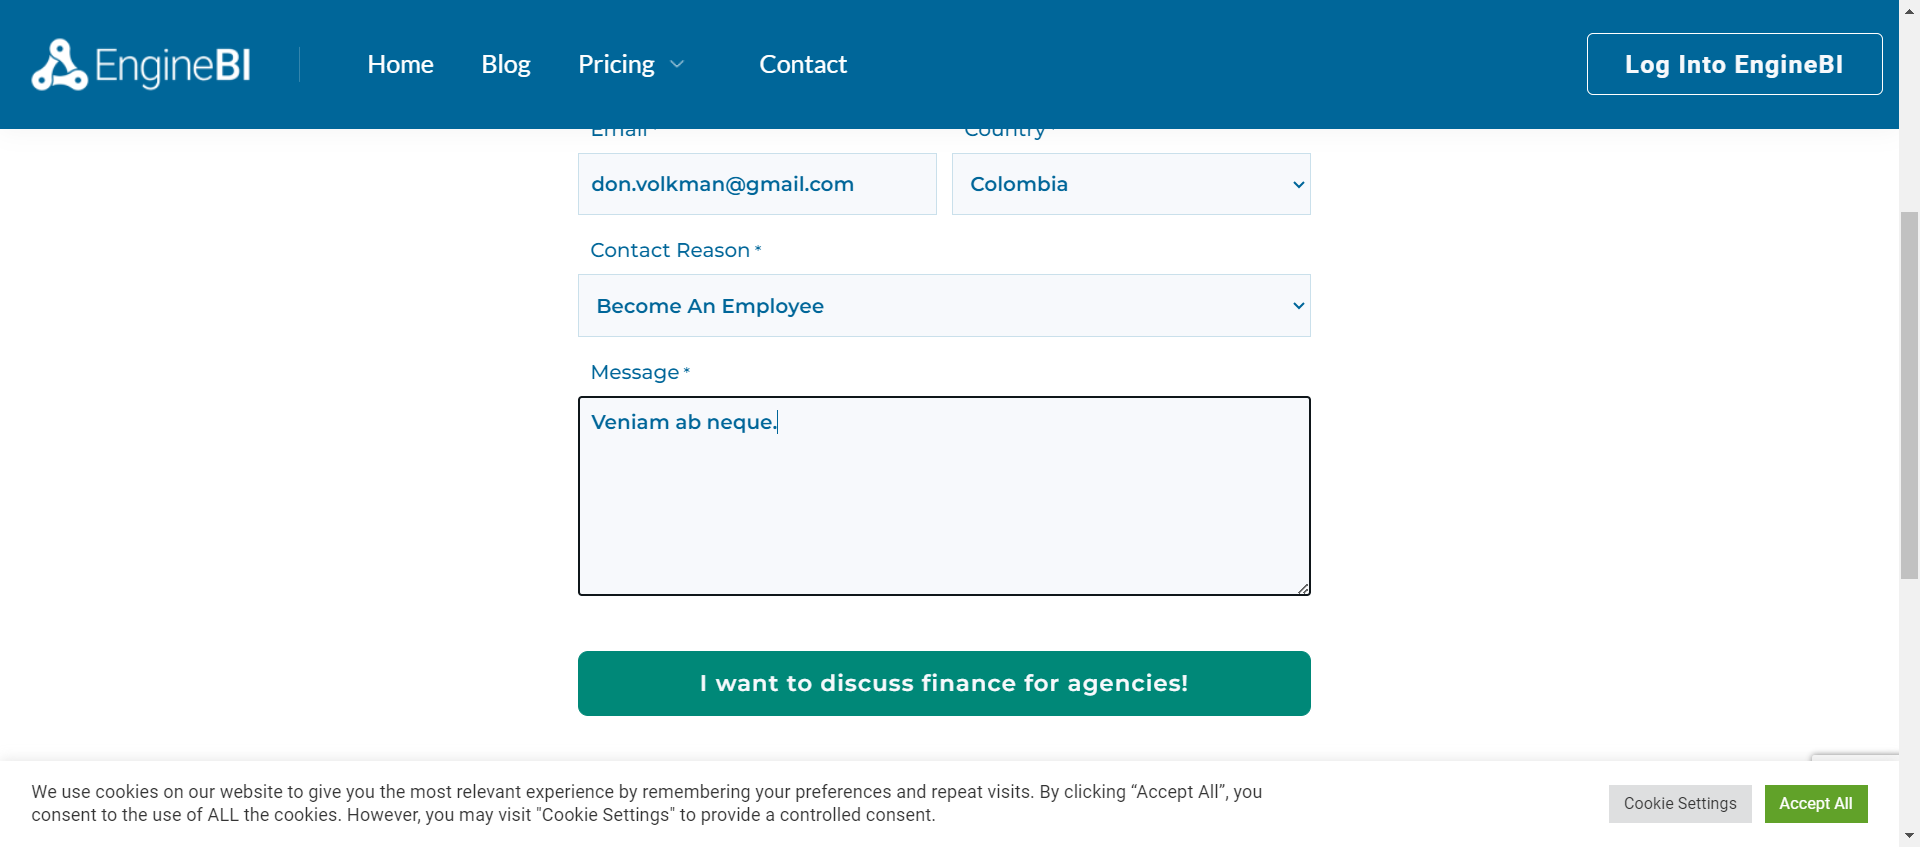 EngineBI
Home
Blog
Pricing
Contact
Log Into EngineBI
Email
Country
don.volkman@gmail.com
Colombia
Contact Reason *
Become An Employee
Message *
Veniam ab neque.
I want to discuss finance for agencies!
We use cookies on our website to give you the most relevant experience by remembering your preferences and repeat visits. By clicking “Accept All”, you
consent to the use of ALL the cookies. However, you may visit "Cookie Settings" to provide a controlled consent.
Cookie Settings
Accept All